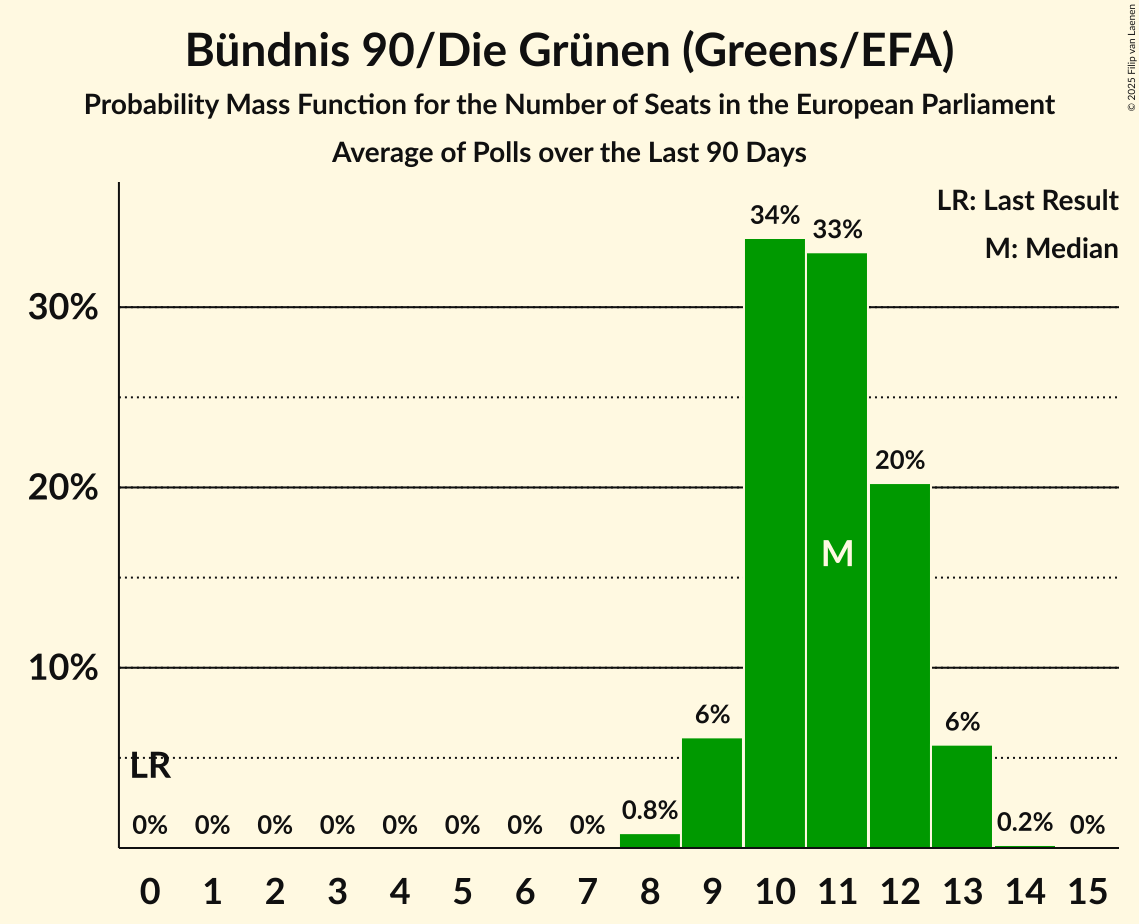 Bündnis 90/Die Grünen (Greens/EFA)
Probability Mass Function for the Number of Seats in the European Parliament
Average of Polls over the Last 90 Days
© 2025 Filip van Laenen
LR: Last Result
M: Median
34%
33%
30%
20%
20%
M
10%
6%
6%
LR
0% 0% 0% 0% 0% 0% 0% 0% 0.8% 0.2% 0%
0 1 2 3 4 5 6 7 8 9 10 11 12 13 14 15